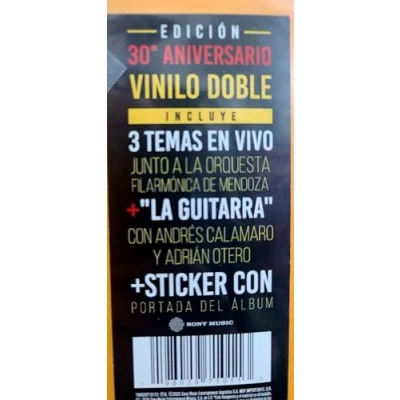 EDICIÓN
30° ANIVERSARIO
VINILO DOBLE
INCLUYE
3 TEMAS EN VIVO
JUNTO A LA ORQUESTA
FILARMÓNICA DE MENDOZA
+"LA GUITARRA"
CON ANDRÉS CALAMARO
Y ADRIÁN OTERO
+STICKER CON
PORTADA DEL ÁLBUM
SONY MUSIC